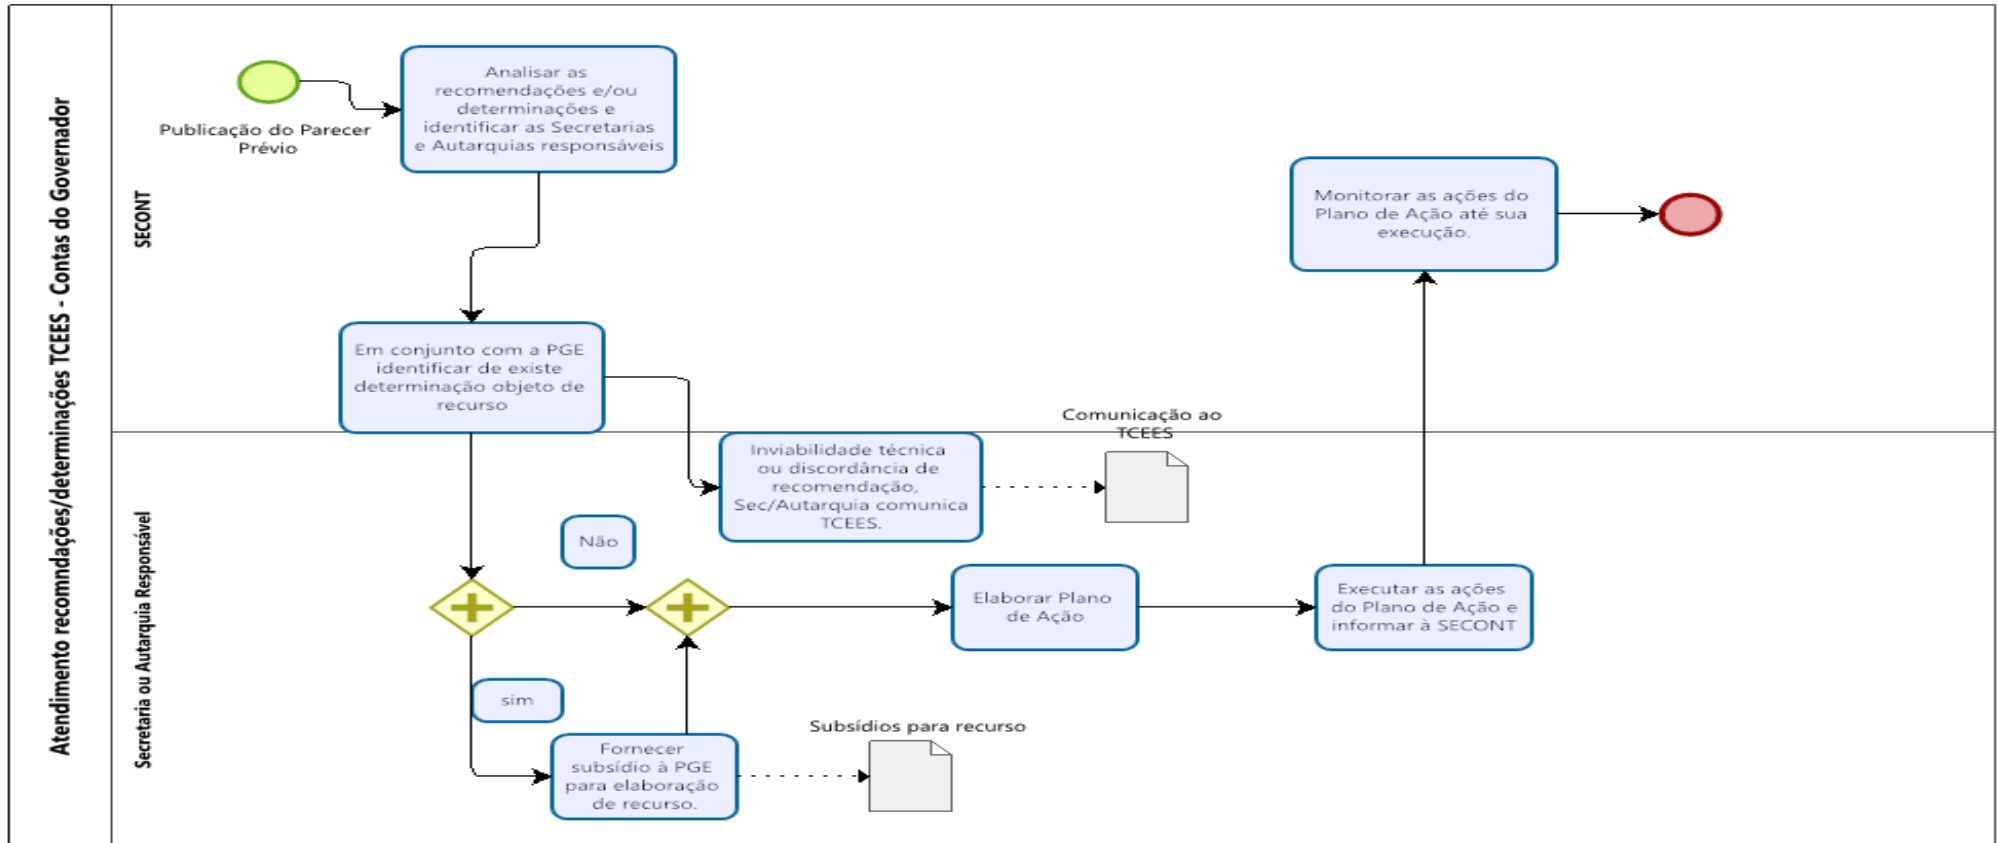 Atendimento recomndações/determinações TCEES - Contas do Governador
SECONT
Publicação do Parecer
Prévio
Analisar as
recomendações e/ou
determinações e
identificar as Secretarias
e Autarquias responsáveis
Monitorar as ações do
Plano de Ação até sua
execução.
Em conjunto com a PGE
identificar de existe
determinação objeto de
recurso
Secretaria ou Autarquia Responsável
Inviabilidade técnica
ou discordância de
recomendação,
Sec/Autarquia comunica
TCEES.
Comunicação ao
TCEES
Não
Elaborar Plano
de Ação
Executar as ações
do Plano de Ação e
informar à SECONT
sim
Fornecer
subsídio à PGE
para elaboração
de recurso.
Subsídios para recurso